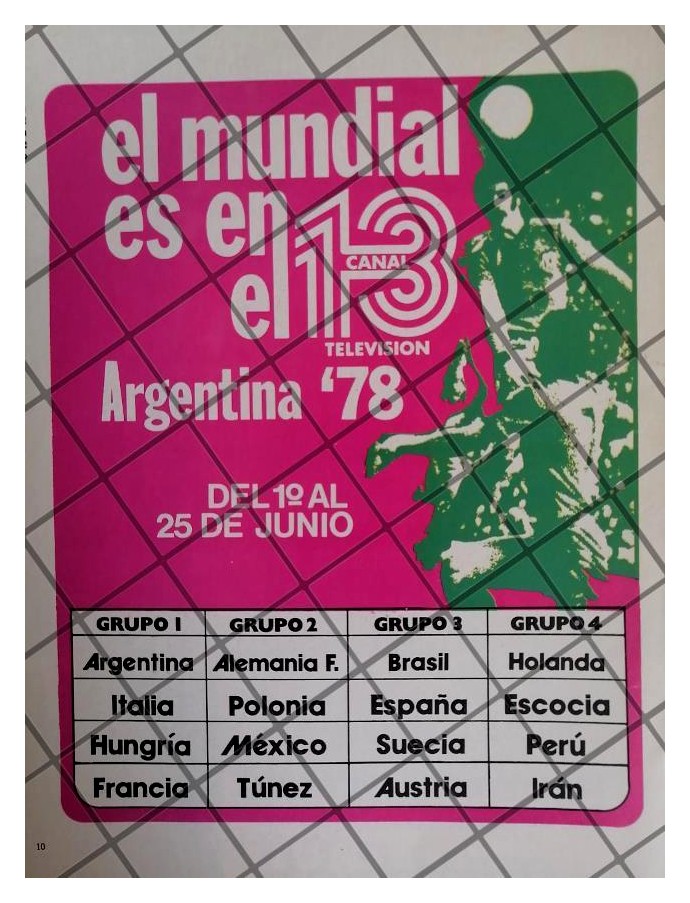 el mundial
es en
el 13
CANAL
TELEVISION
Argentina '78
DEL 1º AL
25 DE JUNIO
GRUPO 1 GRUPO 2 GRUPO 3 GRUPO 4
Argentina Alemania F. Brasil Holanda
Italia Polonia España Escocia
Hungría México Suecia Perú
Francia Túnez Austria Irán
10